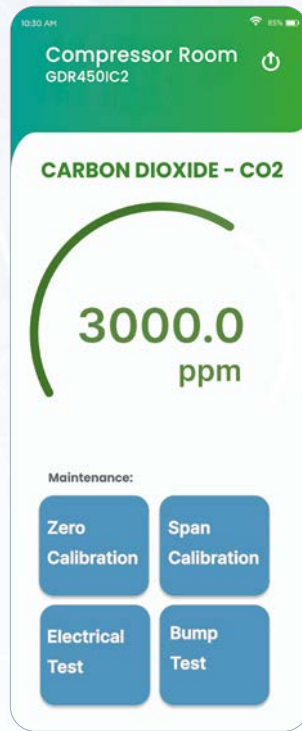 10:30 AM 85%
Compressor Room
GDR450IC2
CARBON DIOXIDE - CO2
3000.0
ppm
Maintenance:
Zero
Calibration
Span
Calibration
Electrical
Test
Bump
Test